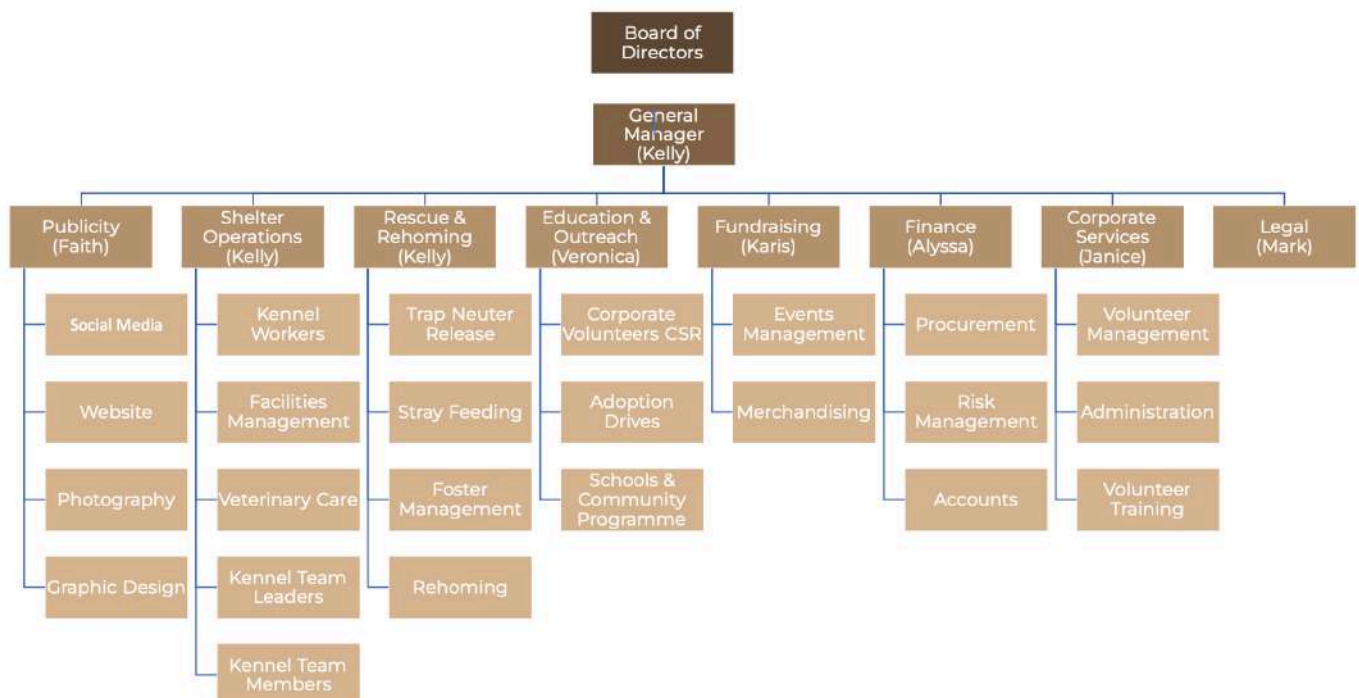 Board of
Directors
General
Manager
(Kelly)
Publicity
(Faith)
Shelter
Operations
(Kelly)
Rescue &
Rehoming
(Kelly)
Education &
Outreach
(Veronica)
Fundraising
(Karis)
Finance
(Alyssa)
Corporate
Services
(Janice)
Legal
(Mark)
Social Media
Website
Photography
Graphic Design
Kennel
Workers
Facilities
Management
Veterinary Care
Kennel Team
Leaders
Kennel Team
Members
Trap Neuter
Release
Stray Feeding
Foster
Management
Rehoming
Corporate
Volunteers CSR
Adoption
Drives
Schools &
Community
Programme
Events
Management
Merchandising
Procurement
Risk
Management
Accounts
Volunteer
Management
Administration
Volunteer
Training